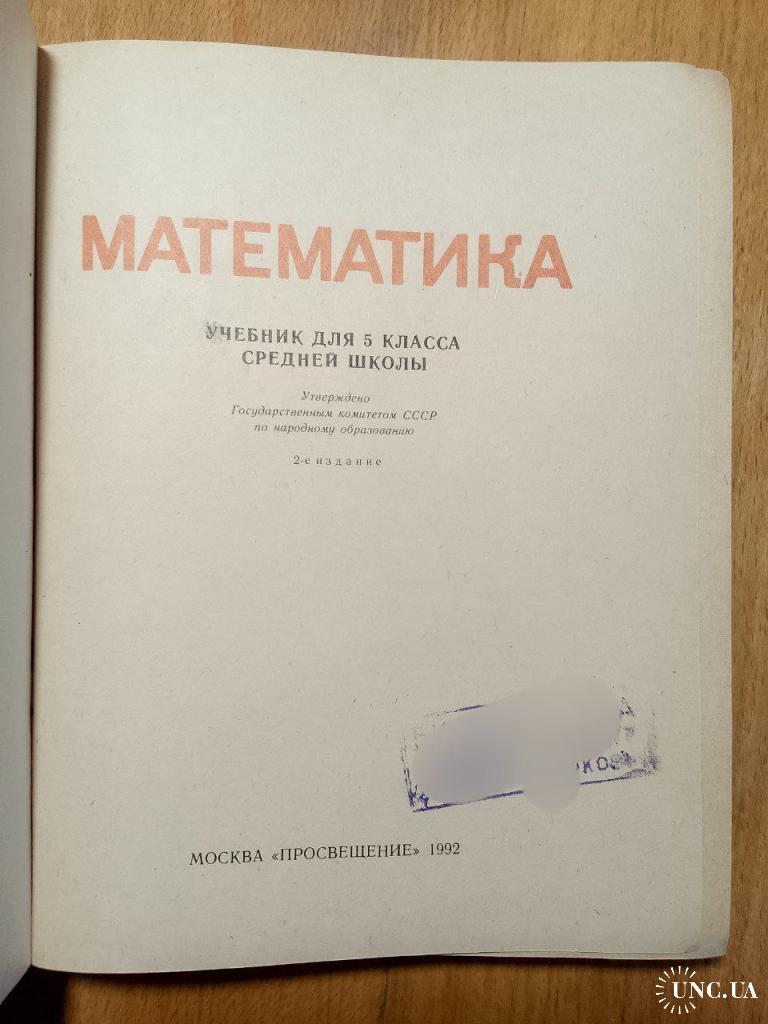 МАТЕМАТИКА
УЧЕБНИК ДЛЯ 5 КЛАССА
СРЕДНЕЙ ШКОЛЫ
Утверждено
Государственным комитетом СССР
по народному образованию
2-е издание
МОСКВА «ПРОСВЕЩЕНИЕ» 1992
UNC.UA